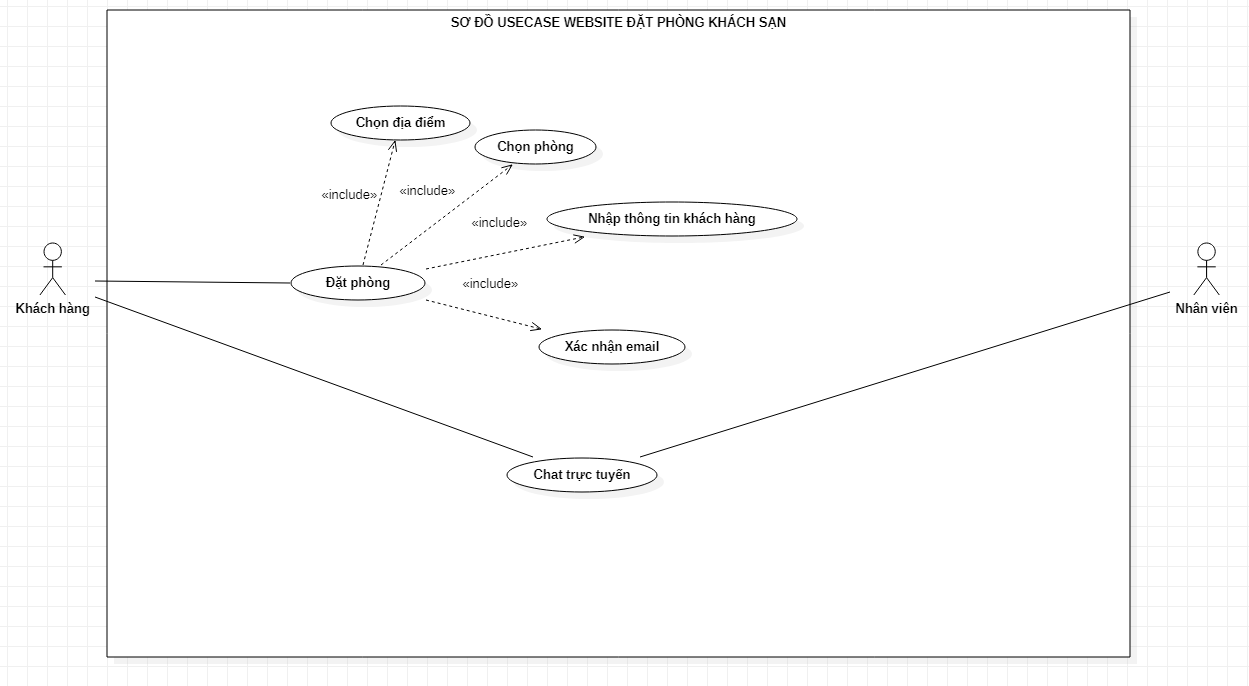 SƠ ĐỒ USECASE WEBSITE ĐẶT PHÒNG KHÁCH SẠN
Chọn địa điểm
Chọn phòng
«include»
«include»
Nhập thông tin khách hàng
«include»
Đặt phòng
«include»
Khách hàng
Nhân viên
Xác nhận email
Chat trực tuyến